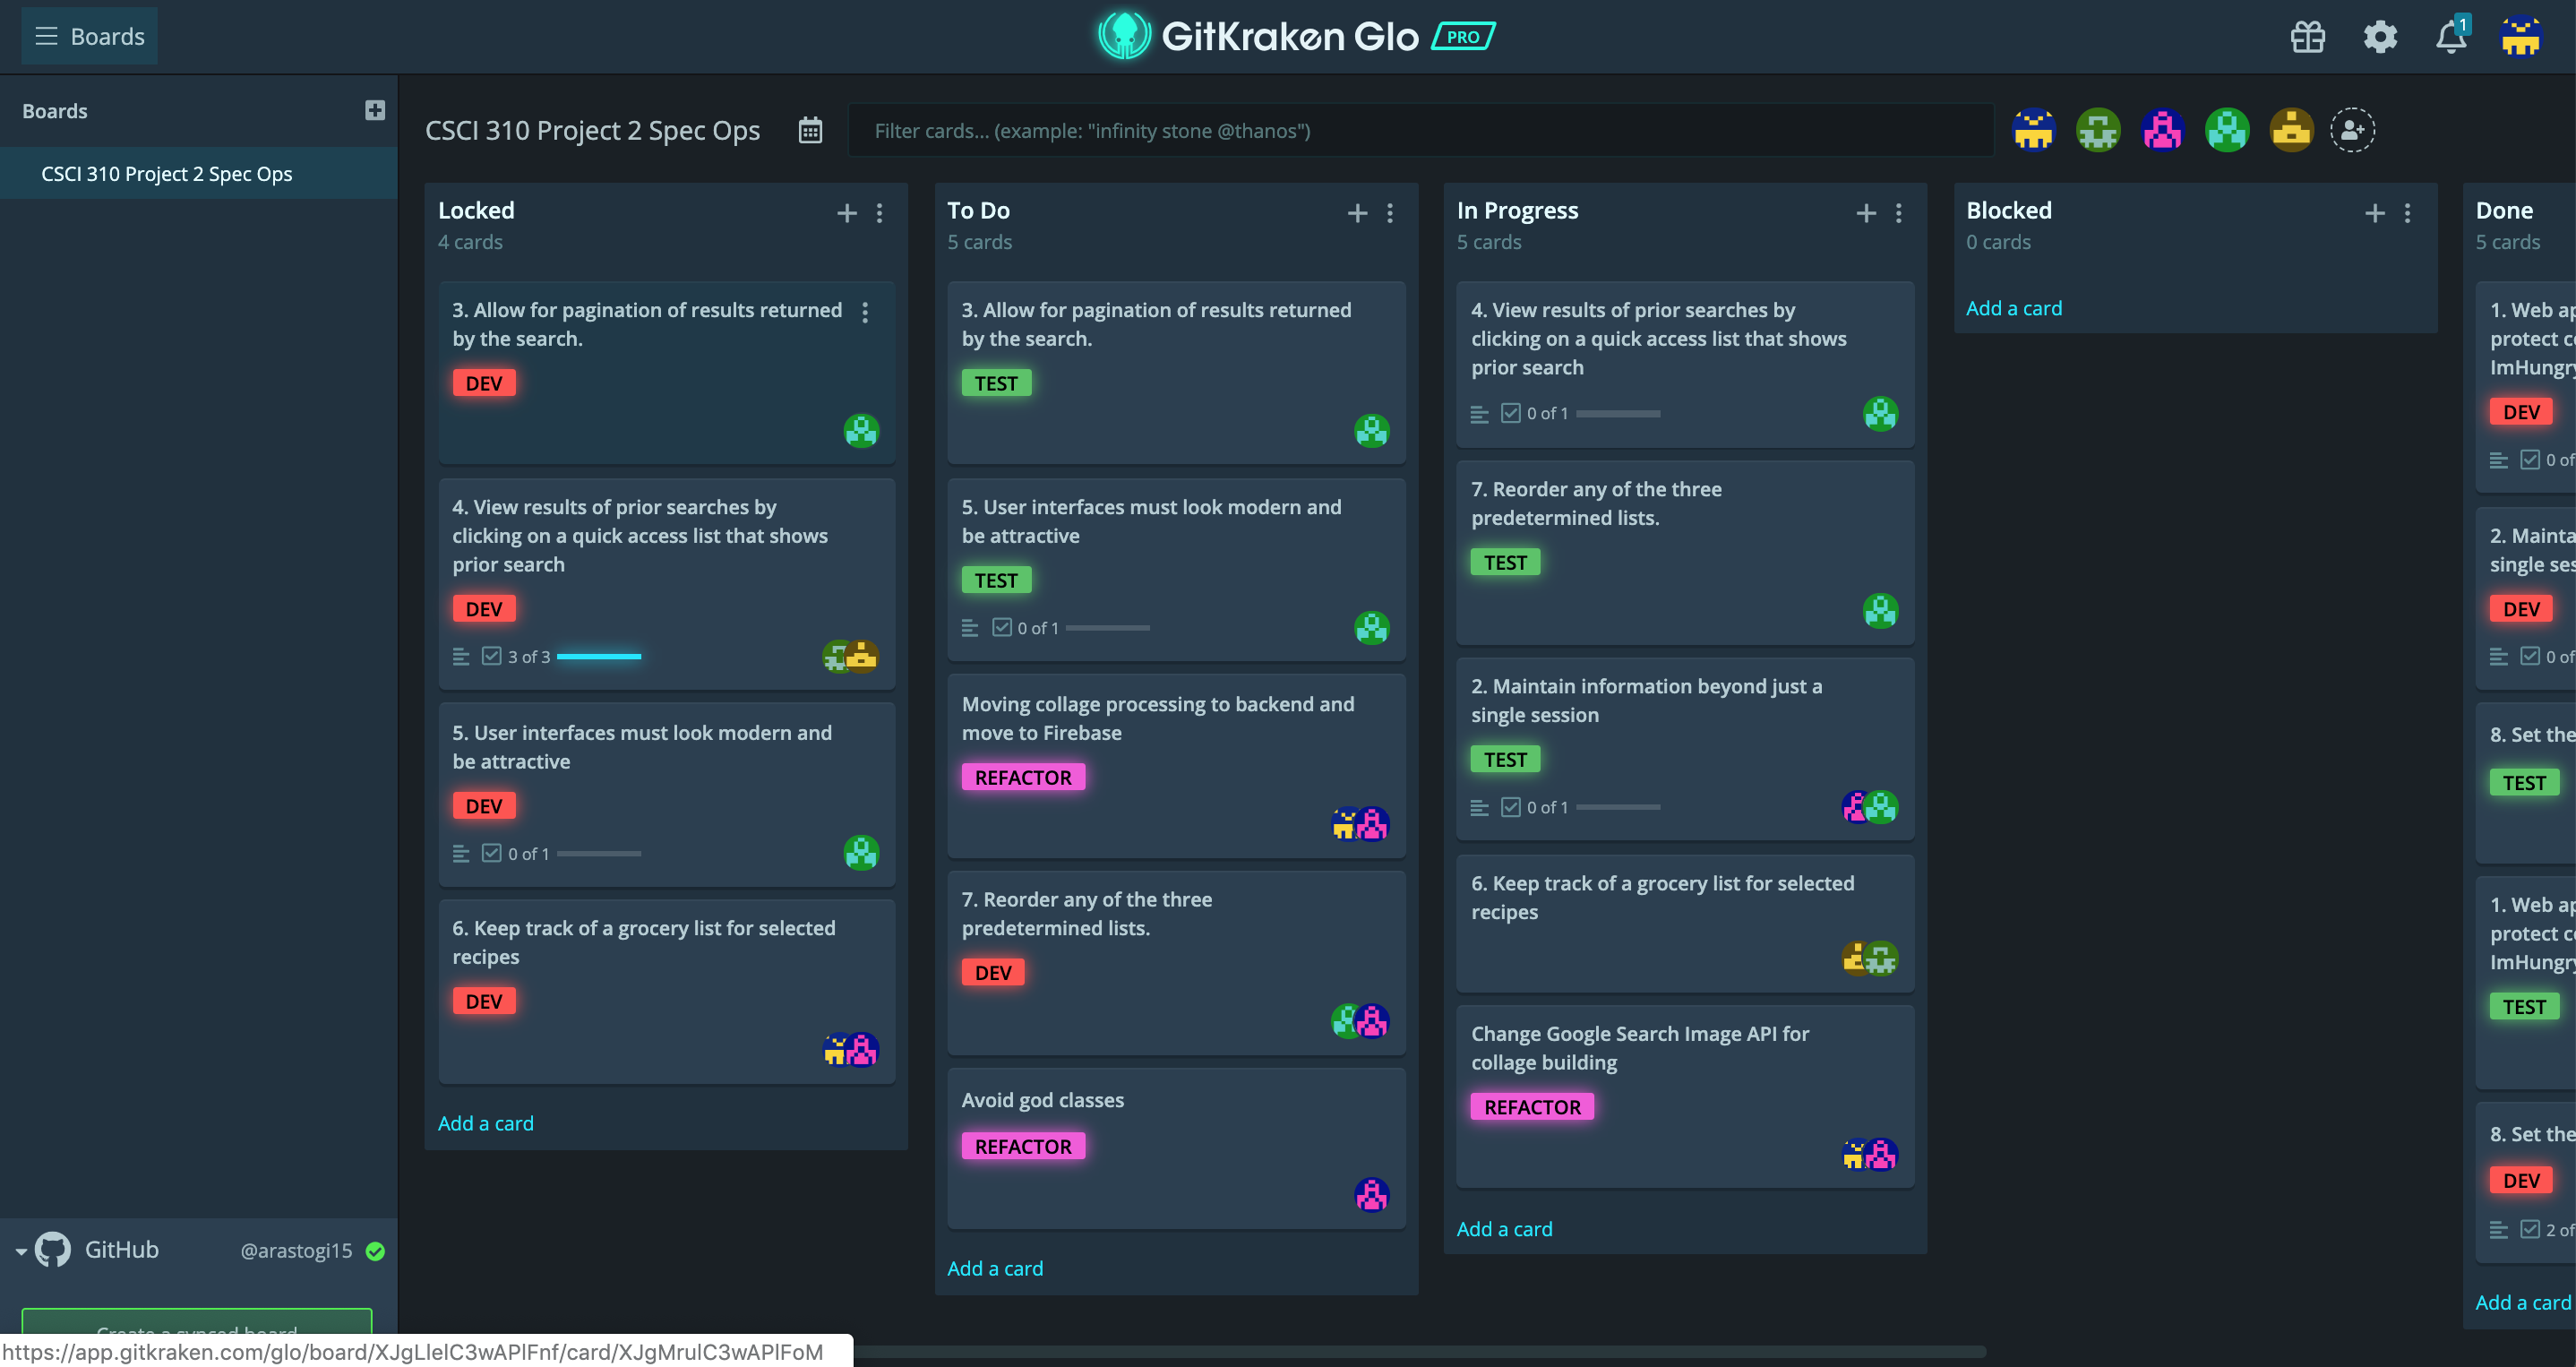 Boards
GitKraken Glo PRO
1
Boards
CSCI 310 Project 2 Spec Ops
CSCI 310 Project 2 Spec Ops
Filter cards... (example: "infinity stone @thanos")
Locked
4 cards
3. Allow for pagination of results returned
by the search.
DEV
4. View results of prior searches by
clicking on a quick access list that shows
prior search
DEV
3 of 3
5. User interfaces must look modern and
be attractive
DEV
0 of 1
6. Keep track of a grocery list for selected
recipes
DEV
Add a card
To Do
5 cards
3. Allow for pagination of results returned
by the search.
TEST
5. User interfaces must look modern and
be attractive
TEST
0 of 1
Moving collage processing to backend and
move to Firebase
REFACTOR
7. Reorder any of the three
predetermined lists.
DEV
Avoid god classes
REFACTOR
Add a card
In Progress
5 cards
4. View results of prior searches by
clicking on a quick access list that shows
prior search
0 of 1
7. Reorder any of the three
predetermined lists.
TEST
2. Maintain information beyond just a
single session
TEST
0 of 1
6. Keep track of a grocery list for selected
recipes
Change Google Search Image API for
collage building
REFACTOR
Add a card
Blocked
0 cards
Add a card
Done
5 cards
1. Web ap
protect co
ImHungry
DEV
0 of
2. Mainta
single ses
DEV
0 of
8. Set the
TEST
1. Web ap
protect co
ImHungry
TEST
8. Set the
DEV
2 of
Add a card
GitHub
@arastogi15
Create a synced board
https://app.gitkraken.com/glo/board/XJgLlelC3wAPlFnf/card/XJgMrulC3wAPlFoM